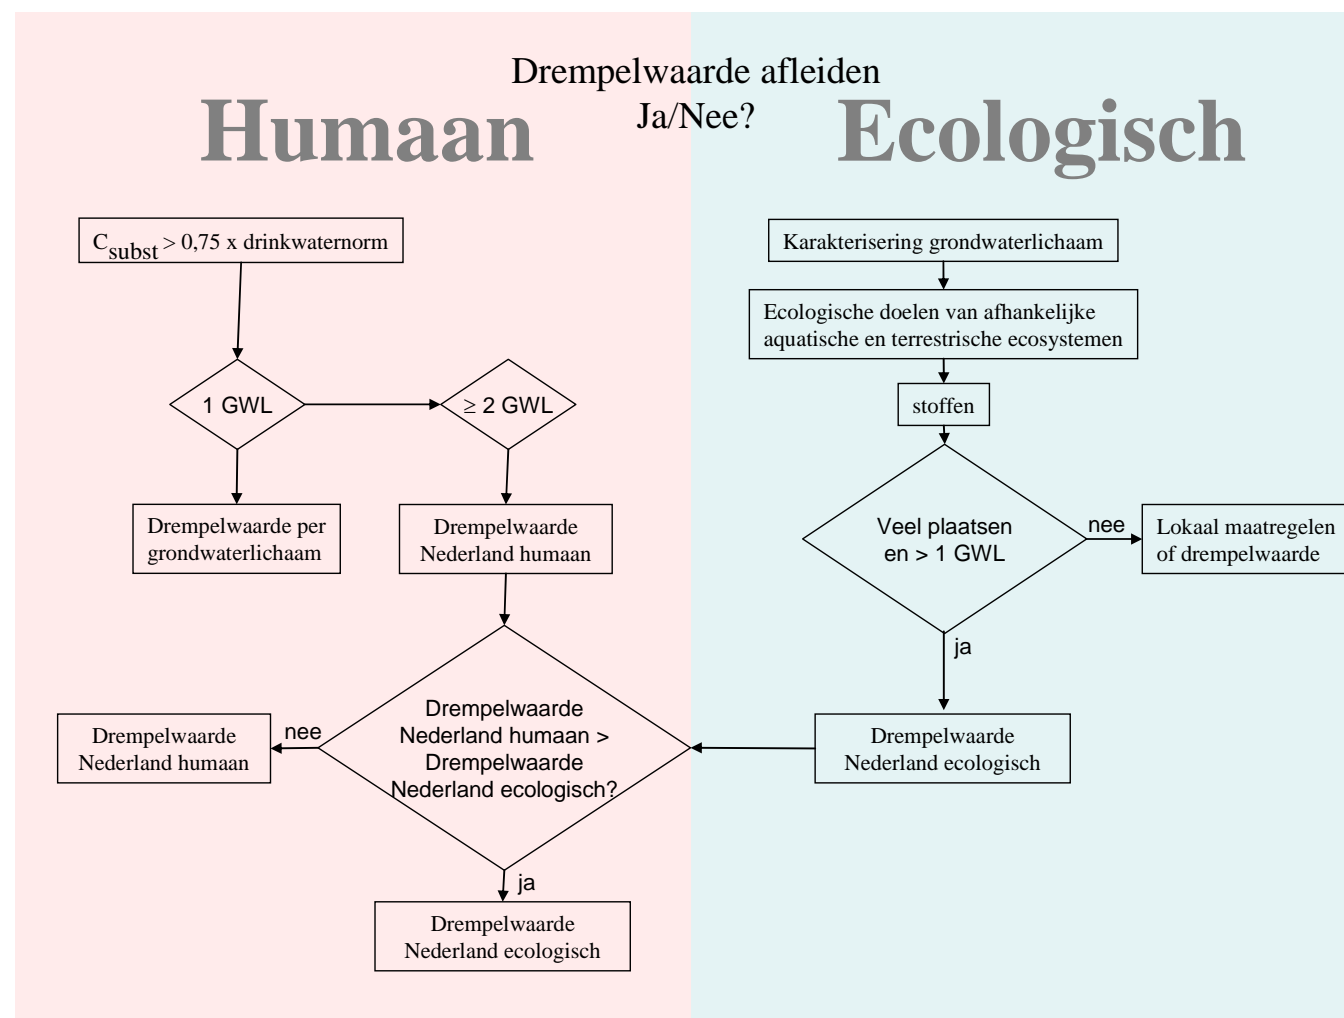 Drempelwaarde afleiden
Ja/Nee?
Humaan
Ecologisch
Csubst > 0,75 x drinkwaternorm
1 GWL
≥ 2 GWL
Drempelwaarde per
grondwaterlichaam
Drempelwaarde
Nederland humaan
Drempelwaarde
Nederland humaan >
Drempelwaarde
Nederland ecologisch?
nee
Drempelwaarde
Nederland humaan
ja
Drempelwaarde
Nederland ecologisch
Karakterisering grondwaterlichaam
Ecologische doelen van afhankelijke
aquatische en terrestrische ecosystemen
stoffen
Veel plaatsen
en > 1 GWL
nee
Lokaal maatregelen
of drempelwaarde
ja
Drempelwaarde
Nederland ecologisch